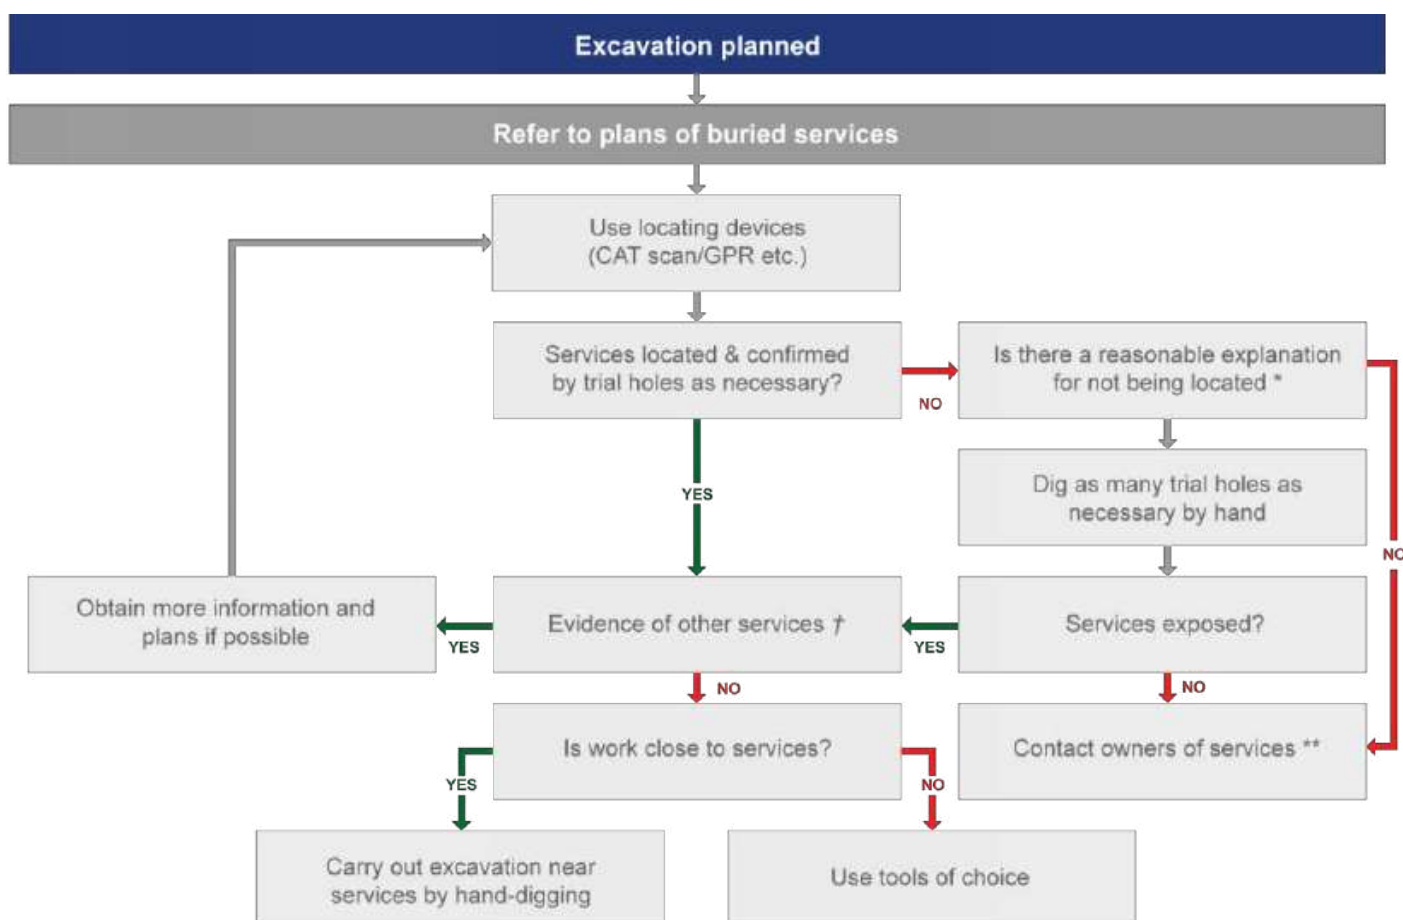 Excavation planned
Refer to plans of buried services
Use locating devices
(CAT scan/GPR etc.)
Services located & confirmed
by trial holes as necessary?
NO
Is there a reasonable explanation
for not being located *
YES
Dig as many trial holes as
necessary by hand
NO
Obtain more information and
plans if possible
YES
Evidence of other services †
YES
Services exposed?
NO
NO
Is work close to services?
Contact owners of services **
YES
NO
Carry out excavation near
services by hand-digging
Use tools of choice